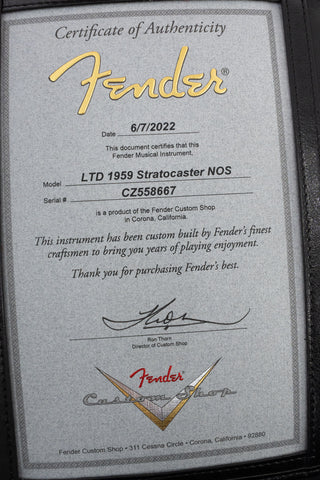 Certificate of Authenticity
Fender®
Date 6/7/2022
This document certifies that this
Fender Musical Instrument,
Model LTD 1959 Stratocaster NOS
Serial # CZ558667
is a product of the Fender Custom Shop
in Corona, California.
This instrument has been custom built by Fender's finest
craftsmen to bring you years of playing enjoyment.
Thank you for purchasing Fender's best.
Ron Thorn
Director of Custom Shop
Fender
Custom Shop
Fender Custom Shop • 311 Cessna Circle • Corona, California • 92880